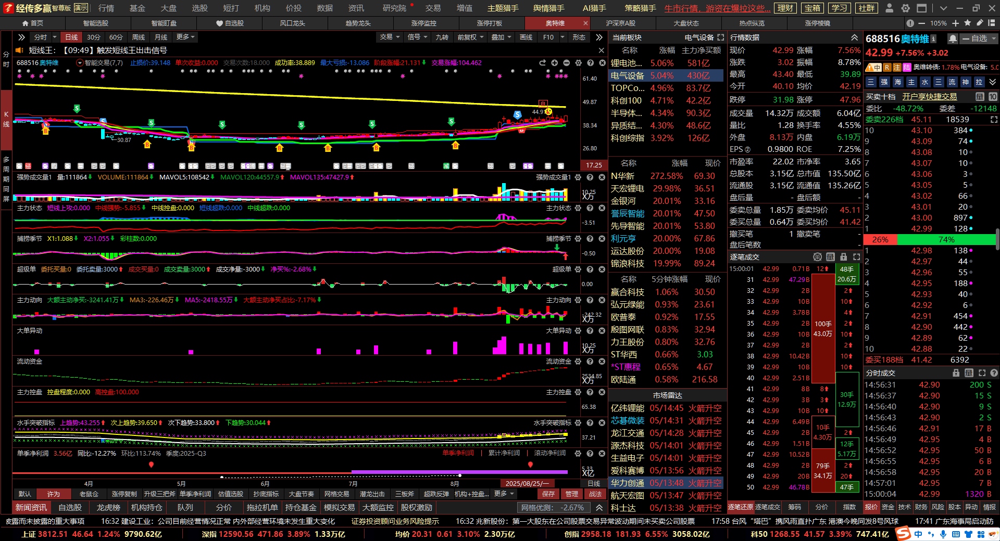 经传多赢 智尊版 演示 行情 基金 大盘 选股 短打 机构 价投 数据 资讯 研究院 交易 增值 主题猎手 舆情猎手 AI猎手 策略猎手 牛市行情，游资在爆拉这些... 理财 宝箱 学习 社群
首页 智能选股 智能盯盘 自选股 风口龙头 趋势龙头 涨停监控 涨停打板 奥特维 沪深京A股 大盘状态 热点纵览 涨停棱镜 105%
分时 日线 30分 60分 周线 月线 更多 交易 信号 九转 前复权 叠加 画线 F10 形态
短线王：【09:49】触发短线王出击信号
688516 奥特维 智能交易(7,7) 止损价:39.148 单次收益:0.000 交易次数:18.000 成功率:38.889 最大亏损:-13.086 阶段涨幅:21.131 交易涨幅:104.462
分时
K线
多周期同屏
61.40
49.87
38.34
26.80
17.25
44.91
30.87
强势成交量1 量:111864 VOLUME:111864 MAVOL5:108542 MAVOL120:44557.9 MAVOL135:47427.9 强势成交量1
10.25
X万
主力状态 短线上攻:0.000 中线强势:-5.855 中线控盘:0.000 短线超跌:0.000 中线超跌:0.000 主力状态
-3.51
捕捞季节 X1:1.088 X2:1.055 彩柱数:0.000 捕捞季节
-0.50
超级单 委托买量:0 委托卖量:3000 成交买量:0 成交卖量:3000 成交净量:-3000 净买%:-2.68% 超级单
0.00
主力动向 大额主动净买:-3241.41万 MA3:-226.46万 MA5:-2418.55万 大额主动净买占比:-7.17% 主力动向
-242.32
X万
大单异动 大单异动
10.25
X万
流动资金 流动资金
2534.85
X万
主力控盘 控盘程度:0.000 高控盘:100.000 主力控盘
65.38
水手突破指标 上趋势:43.255 次上趋势:39.650 次下趋势:33.800 下趋势:30.044 水手突破指标
37.21
单季净利润 3.56亿 同比:-12.27% 环比:113.74% 季度:2025-Q3 单季净利润 累计净利润 滚动净利润
5.33
X亿
4月 5月 6月 7月 8月 2025/08/25/一 日线
默认 许为 老鼠仓 涨停复制 升级三把斧 单季净利润 估值选股 抄底指标 大盘节奏 网格交易 潜龙出击 三板斧 超跌反弹 机构+控盘... 更多 保存 管理 战法
新闻资讯 自选股 龙虎榜 机构持仓 队列 分价 拖拉机单 持仓基金 模拟交易 大额监控 股权激励 网格优测: -2.67%
当前板块 电气设备
名称 涨幅 主力净买额
锂电池... 5.06% 581亿
电气设备 5.04% 430亿
TOPCo... 4.96% 83.7亿
科创100 4.71% 42.2亿
半导体... 4.34% 90.3亿
异质结... 4.30% 48.6亿
科创综指 3.92% 126亿
名称 涨幅 现价
N华新 272.58% 69.30
天宏锂电 29.98% 36.51
金银河 20.01% 33.16
誉辰智能 20.01% 47.50
先导智能 20.01% 53.80
利元亨 20.00% 67.86
运达股份 20.00% 19.08
锦浪科技 19.99% 89.24
名称 5分钟涨幅 现价
赢合科技 1.06% 30.50
弘元绿能 0.93% 23.61
欧普泰 0.92% 17.55
殷图网联 0.83% 32.94
力王股份 0.80% 32.76
ST华西 0.66% 3.03
*ST惠程 0.65% 4.67
欧陆通 0.58% 216.58
市场雷达
亿纬锂能 05/14:45 火箭升空
芯碁微装 05/14:31 火箭升空
龙江交通 05/14:28 火箭升空
源杰科技 05/14:01 火箭升空
生益电子 05/14:01 火箭升空
爱科赛博 05/13:56 火箭升空
华力创通 05/13:48 火箭升空
航天宏图 05/13:47 火箭升空
科士达 05/13:38 火箭升空
行情数据
现价 42.99 涨幅 7.56%
涨跌 3.02 振幅 8.78%
最高 43.40 最低 39.89
今开 40.10 均价 42.19
跌停 31.98 涨停 47.96
成交量 14.32万 成交额 6.04亿
量比 1.28 换手率 4.55%
外盘 8.13万 内盘 6.19万
EPS② 0.9800 ROE 7.25%
市盈率 22.02 市净率 3.65
总股本 3.15亿 总市值 135.50亿
流通股 3.15亿 流通值 135.26亿
盘后量 - 盘后额 -
委卖总量 1.85万 委卖均价 45.11
委买总量 0.64万 委买均价 41.42
撤买笔 1 撤卖笔 -
盘后笔数 -
逐笔成交
15:00:01 42.99 0.71B 12
31 42.99 47.29B
32 42.99 2B 2
33 42.99 10B 10
34 42.99 3.78B 4
35 42.99 2B 2
36 42.99 10B 10
37 42.99 2B 2
38 42.99 10.42B 10
39 42.99 10B 10
40 42.99 2.51B
41 42.99 8B 8
42 42.99 3B 3
43 42.99 10B 10
44 42.99 6.49B
45 42.99 2B 2
46 42.99 1.51B
47 42.99 10.52B
48 42.99 2B 2
49 42.99 20B 20
50 42.99 46.78B
48手
20.6万
100手
43.0万
30手
12.9万
10手
4.30万
12手
5.17万
79手
34.1万
47手
逐笔还原 逐笔成交 筹码 分价 指数
688516 奥特维 自选
42.99 +7.56% +3.02
中 R 注 陆 奥维转债: 1.78% 电气设备: 5.0
三 强 海 主 水 三 流 神 拉
买卖十档 开户享快捷交易 10
委比 -48.72% 委差 -12148
委卖226档 45.11 18539
10 43.10 384
9 43.09 74
8 43.08 10
7 43.07 10
6 43.06 3
5 43.05 5
4 43.02 66
3 43.01 20
2 43.00 897
1 42.99 128
26% 74%
1 42.98 138
2 42.97 44
3 42.96 55
4 42.95 188
5 42.93 40
6 42.92 6
7 42.91 454
8 42.90 442
9 42.89 62
10 42.88 22
委买188档 41.42 6392
分时成交
14:56:31 42.90 200 S
14:56:37 42.90 15 S
14:56:40 42.90 9 S
14:56:43 42.90 2 S
14:56:46 42.91 17 B
14:56:49 42.95 4 B
14:56:52 42.95 50 B
14:56:55 42.95 6 B
14:56:58 42.95 20 B
14:57:01 42.95 7 B
15:00:04 42.99 1320 B
报价 资金 技术 财务 风险 股本 异动 情报
披露而未披露的重大事项 16:32 建设工业：公司目前经营情况正常 内外部经营环境未发生重大变化 证券投资顾问业务风险提示 16:32 兆新股份：第一大股东在公司股票交易异常波动期间未买卖公司股票 17:58 台风“塔巴”携风雨直扑广东 港澳今晚同发8号风球 17:41 广东海事局启动防
上证 3812.51 46.64 1.24% 9790.62亿 深指 12590.56 471.86 3.89% 1.33万亿 均价 20.31 0.61 3.10% 2.30万亿 创指 2958.18 181.93 6.55% 3058.02亿 科50 1268.55 41.57 3.39% 747.41亿 中